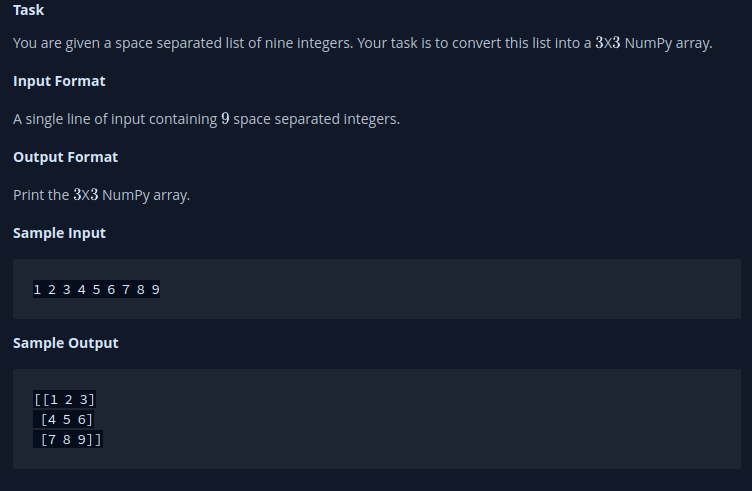 Task
You are given a space separated list of nine integers. Your task is to convert this list into a 3X3 NumPy array.
Input Format
A single line of input containing 9 space separated integers.
Output Format
Print the 3X3 NumPy array.
Sample Input
1 2 3 4 5 6 7 8 9
Sample Output
[[1 2 3]
 [4 5 6]
 [7 8 9]]